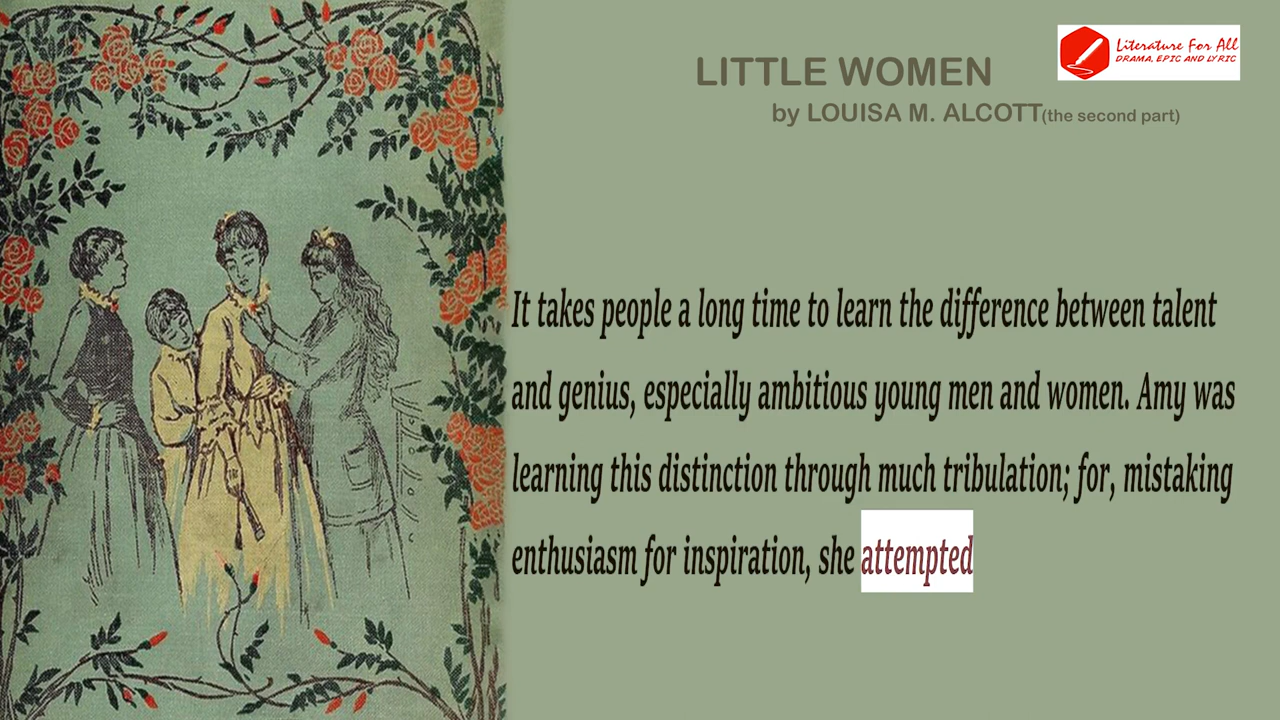 LITTLE WOMEN
Literature For All
DRAMA, EPIC AND LYRIC
by LOUISA M. ALCOTT(the second part)
It takes people a long time to learn the difference between talent
and genius, especially ambitious young men and women. Amy was
learning this distinction through much tribulation; for, mistaking
enthusiasm for inspiration, she attempted